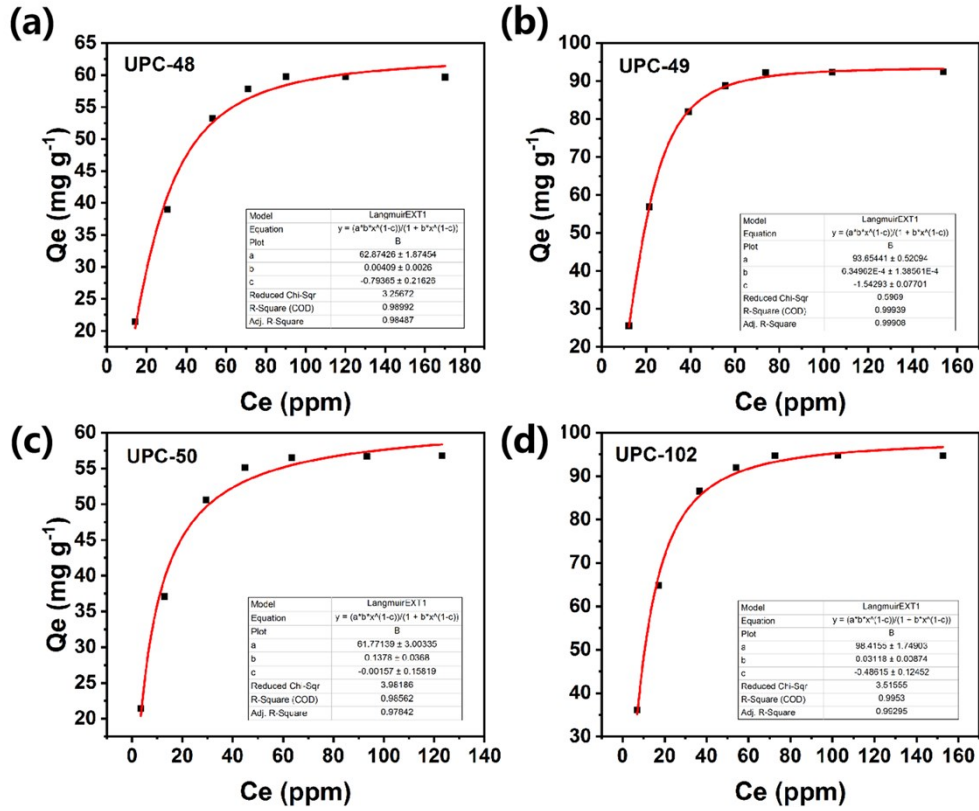 (a)
UPC-48
Qe (mg g⁻¹)
65
60
55
50
45
40
35
30
25
20
0 20 40 60 80 100 120 140 160 180
Ce (ppm)
Model LangmuirEXT1
Equation y = (a*b*x^(1-c))/(1 + b*x^(1-c))
Plot B
a 62.87426 ± 1.87454
b 0.00409 ± 0.0026
c -0.79365 ± 0.21626
Reduced Chi-Sqr 3.25672
R-Square (COD) 0.98992
Adj. R-Square 0.98487
(b)
UPC-49
Qe (mg g⁻¹)
100
90
80
70
60
50
40
30
20
0 20 40 60 80 100 120 140 160
Ce (ppm)
Model LangmuirEXT1
Equation y = (a*b*x^(1-c))/(1 + b*x^(1-c))
Plot B
a 93.65441 ± 0.52094
b 6.34962E-4 ± 1.38561E-4
c -1.54293 ± 0.07701
Reduced Chi-Sqr 0.5909
R-Square (COD) 0.99939
Adj. R-Square 0.99908
(c)
UPC-50
Qe (mg g⁻¹)
60
55
50
45
40
35
30
25
20
0 20 40 60 80 100 120 140
Ce (ppm)
Model LangmuirEXT1
Equation y = (a*b*x^(1-c))/(1 + b*x^(1-c))
Plot B
a 61.77139 ± 3.00335
b 0.1378 ± 0.0368
c -0.00157 ± 0.15819
Reduced Chi-Sqr 3.98186
R-Square (COD) 0.98562
Adj. R-Square 0.97842
(d)
UPC-102
Qe (mg g⁻¹)
100
90
80
70
60
50
40
30
0 20 40 60 80 100 120 140 160
Ce (ppm)
Model LangmuirEXT1
Equation y = (a*b*x^(1-c))/(1 + b*x^(1-c))
Plot B
a 98.4155 ± 1.74903
b 0.03118 ± 0.00874
c -0.48615 ± 0.12452
Reduced Chi-Sqr 3.51555
R-Square (COD) 0.9953
Adj. R-Square 0.99295